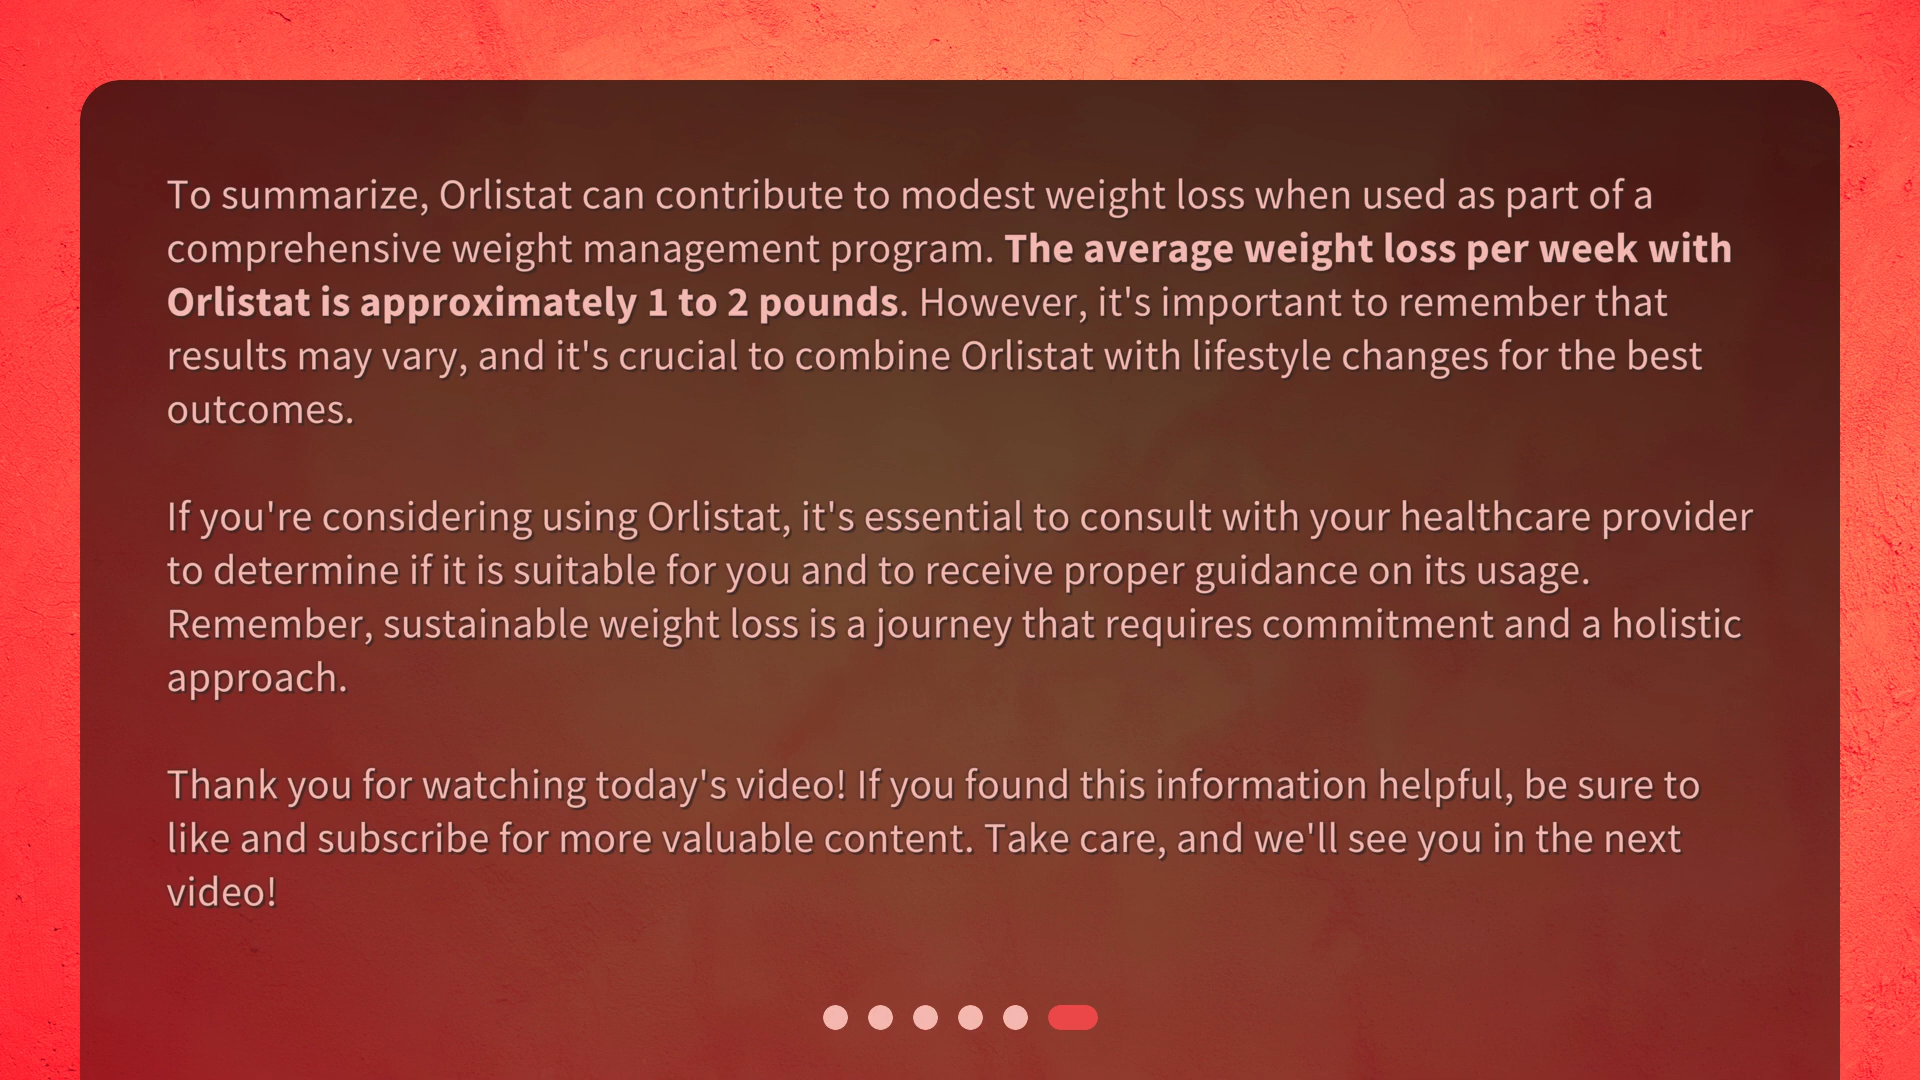 To summarize, Orlistat can contribute to modest weight loss when used as part of a
comprehensive weight management program. The average weight loss per week with
Orlistat is approximately 1 to 2 pounds. However, it's important to remember that
results may vary, and it's crucial to combine Orlistat with lifestyle changes for the best
outcomes.
If you're considering using Orlistat, it's essential to consult with your healthcare provider
to determine if it is suitable for you and to receive proper guidance on its usage.
Remember, sustainable weight loss is a journey that requires commitment and a holistic
approach.
Thank you for watching today's video! If you found this information helpful, be sure to
like and subscribe for more valuable content. Take care, and we'll see you in the next
video!